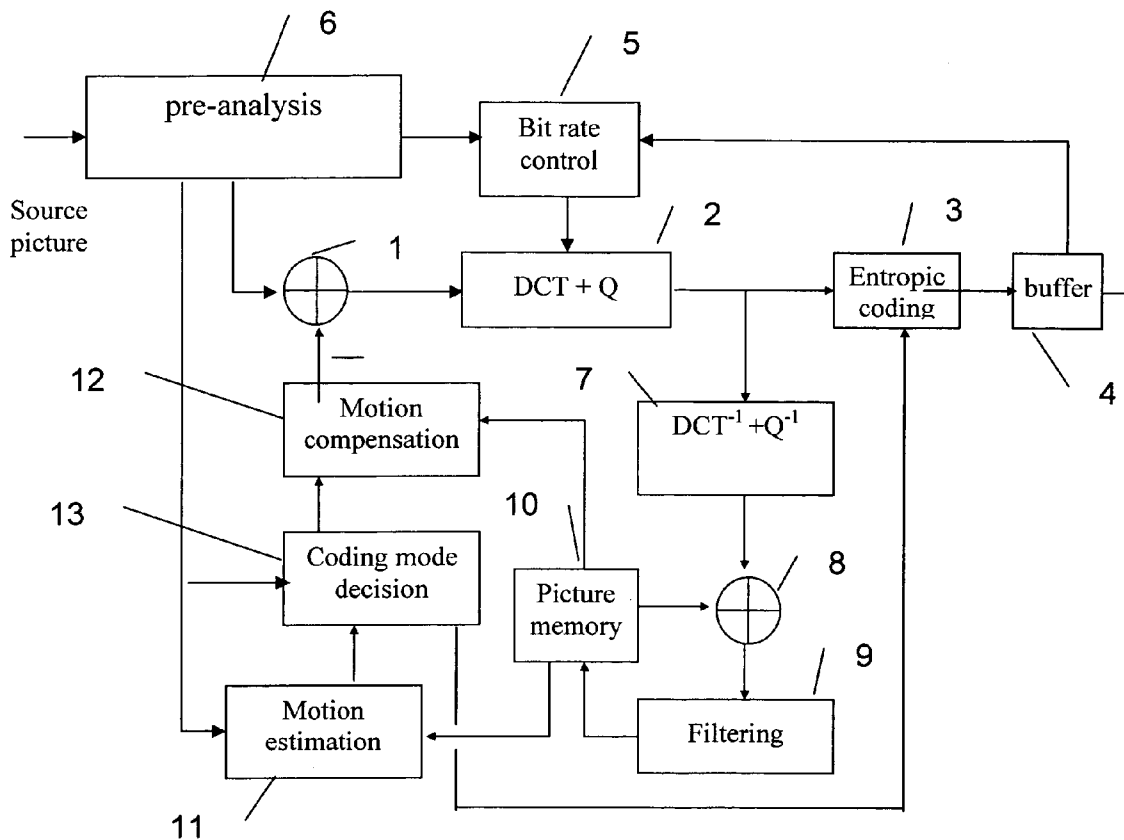 6
5
pre-analysis
Bit rate
control
Source
picture
1
2
3
DCT + Q
Entropic
coding
buffer
4
—
12
Motion
compensation
7
DCT⁻¹ +Q⁻¹
13
Coding mode
decision
10
Picture
memory
8
9
Motion
estimation
Filtering
11